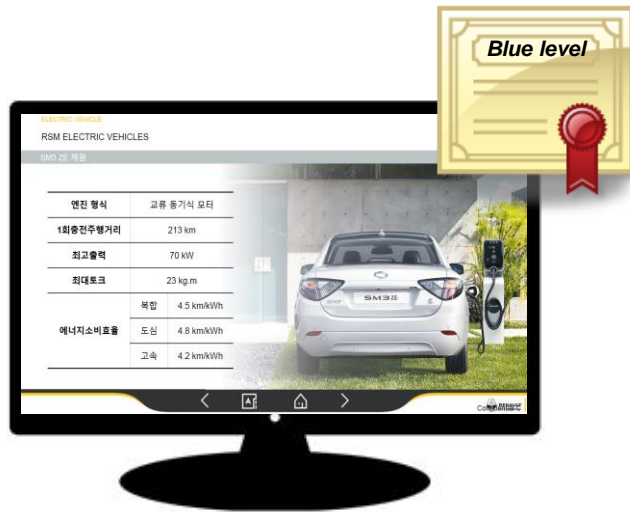 Blue level
ELECTRIC VEHICLE
RSM ELECTRIC VEHICLES
SM3 ZE 제원
엔진 형식 교류 동기식 모터
1회충전주행거리 213 km
최고출력 70 kW
최대토크 23 kg.m
에너지소비효율
복합 4.5 km/kWh
도심 4.8 km/kWh
고속 4.2 km/kWh
SM3
A